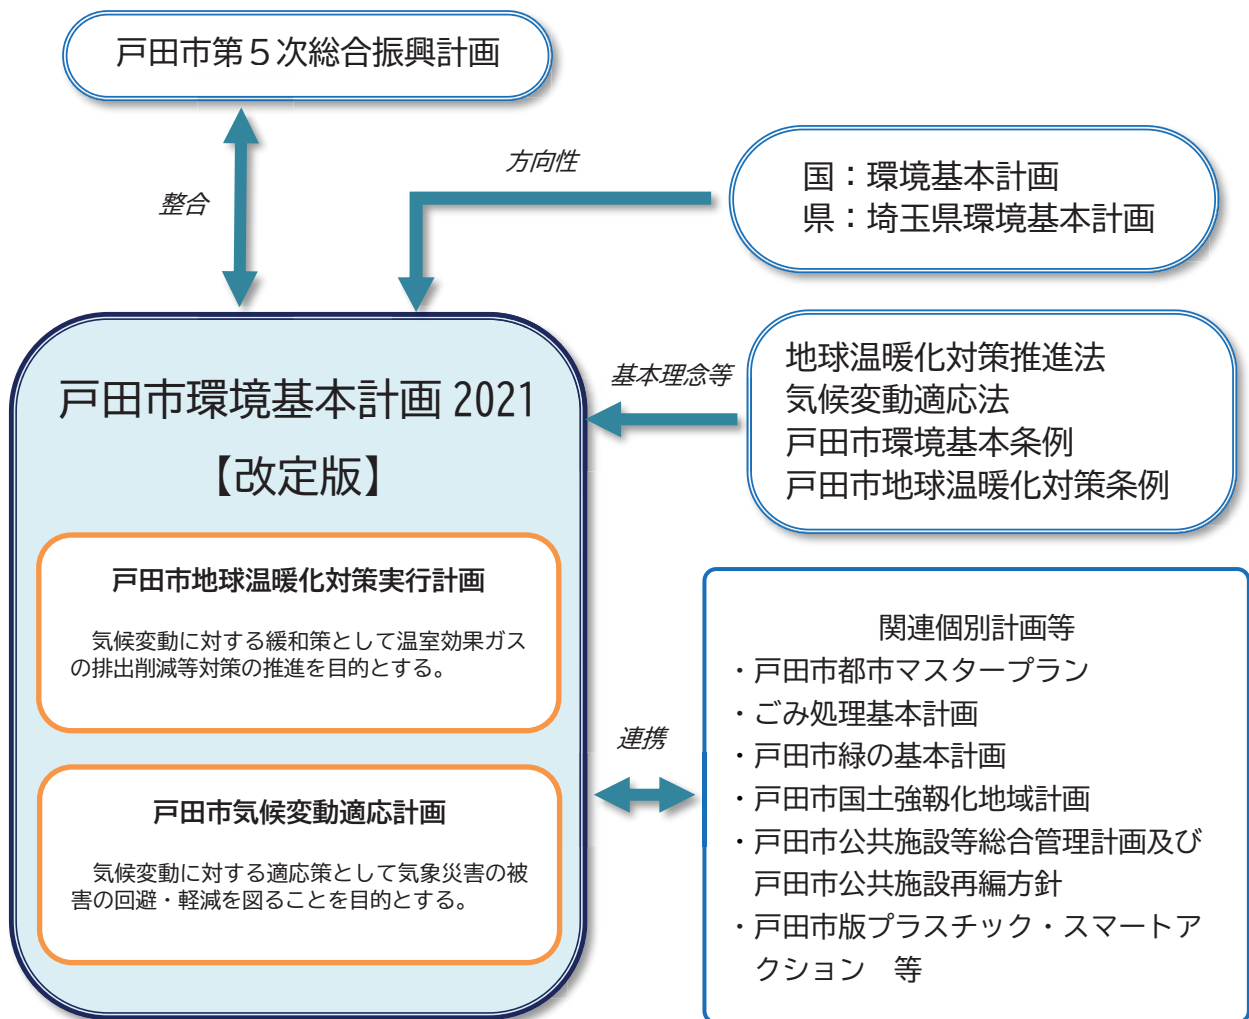 戸田市第５次総合振興計画
整合
方向性
国：環境基本計画
県：埼玉県環境基本計画
基本理念等
地球温暖化対策推進法
気候変動適応法
戸田市環境基本条例
戸田市地球温暖化対策条例
戸田市環境基本計画 2021
【改定版】
戸田市地球温暖化対策実行計画
気候変動に対する緩和策として温室効果ガス
の排出削減等対策の推進を目的とする。
戸田市気候変動適応計画
気候変動に対する適応策として気象災害の被
害の回避・軽減を図ることを目的とする。
連携
関連個別計画等
・戸田市都市マスタープラン
・ごみ処理基本計画
・戸田市緑の基本計画
・戸田市国土強靱化地域計画
・戸田市公共施設等総合管理計画及び
戸田市公共施設再編方針
・戸田市版プラスチック・スマートア
クション　等